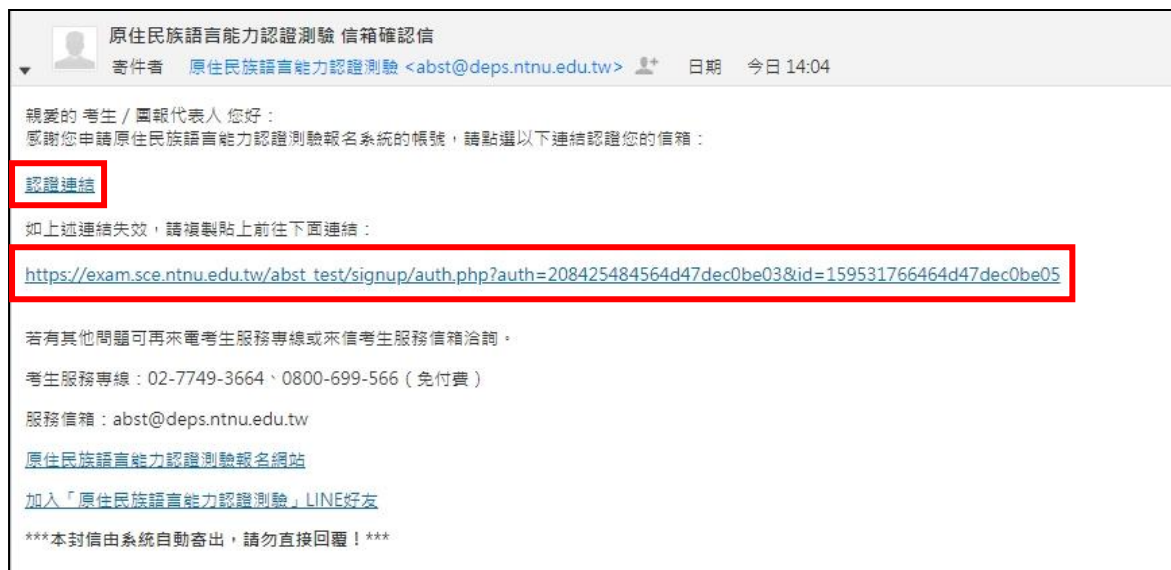 原住民族語言能力認證測驗 信箱確認信
寄件者 原住民族語言能力認證測驗 <abst@deps.ntnu.edu.tw> 日期 今日 14:04
親愛的 考生 / 團報代表人 您好：
感謝您申請原住民族語言能力認證測驗報名系統的帳號，請點選以下連結認證您的信箱：
認證連結
如上述連結失效，請複製貼上前往下面連結：
https://exam.sce.ntnu.edu.tw/abst_test/signup/auth.php?auth=208425484564d47dec0be03&id=159531766464d47dec0be05
若有其他問題可再來電考生服務專線或來信考生服務信箱洽詢。
考生服務專線：02-7749-3664、0800-699-566 ( 免付費 )
服務信箱：abst@deps.ntnu.edu.tw
原住民族語言能力認證測驗報名網站
加入「原住民族語言能力認證測驗」LINE好友
***本封信由系統自動寄出，請勿直接回覆！***